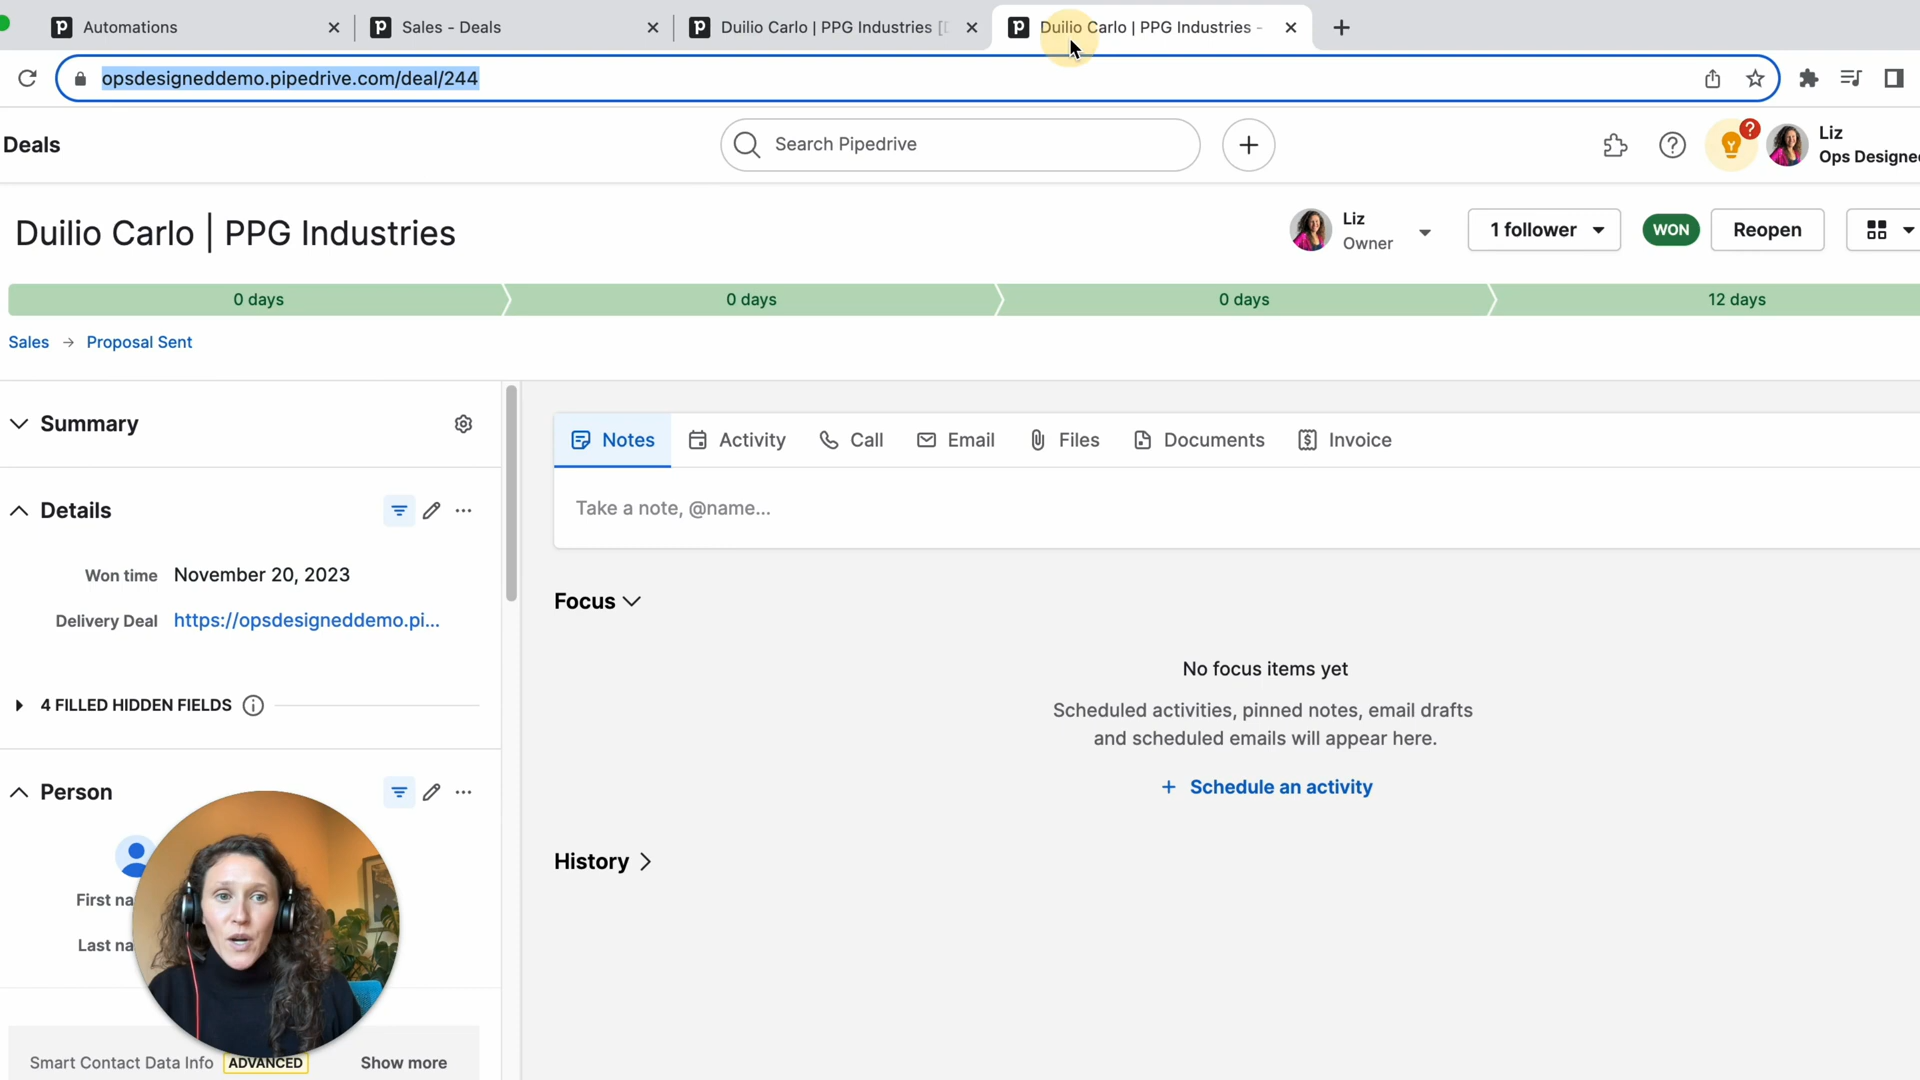 Automations
Sales - Deals
Duilio Carlo | PPG Industries [
Duilio Carlo | PPG Industries -
opsdesigneddemo.pipedrive.com/deal/244
Deals
Search Pipedrive
?
Liz
Ops Designe
Duilio Carlo | PPG Industries
Liz
Owner
1 follower
WON
Reopen
0 days
0 days
0 days
12 days
Sales → Proposal Sent
Summary
Notes
Activity
Call
Email
Files
Documents
Invoice
Details
Take a note, @name...
Won time November 20, 2023
Delivery Deal https://opsdesigneddemo.pi...
Focus
No focus items yet
Scheduled activities, pinned notes, email drafts
and scheduled emails will appear here.
+ Schedule an activity
4 FILLED HIDDEN FIELDS
Person
History
First na
Last na
Smart Contact Data Info ADVANCED Show more